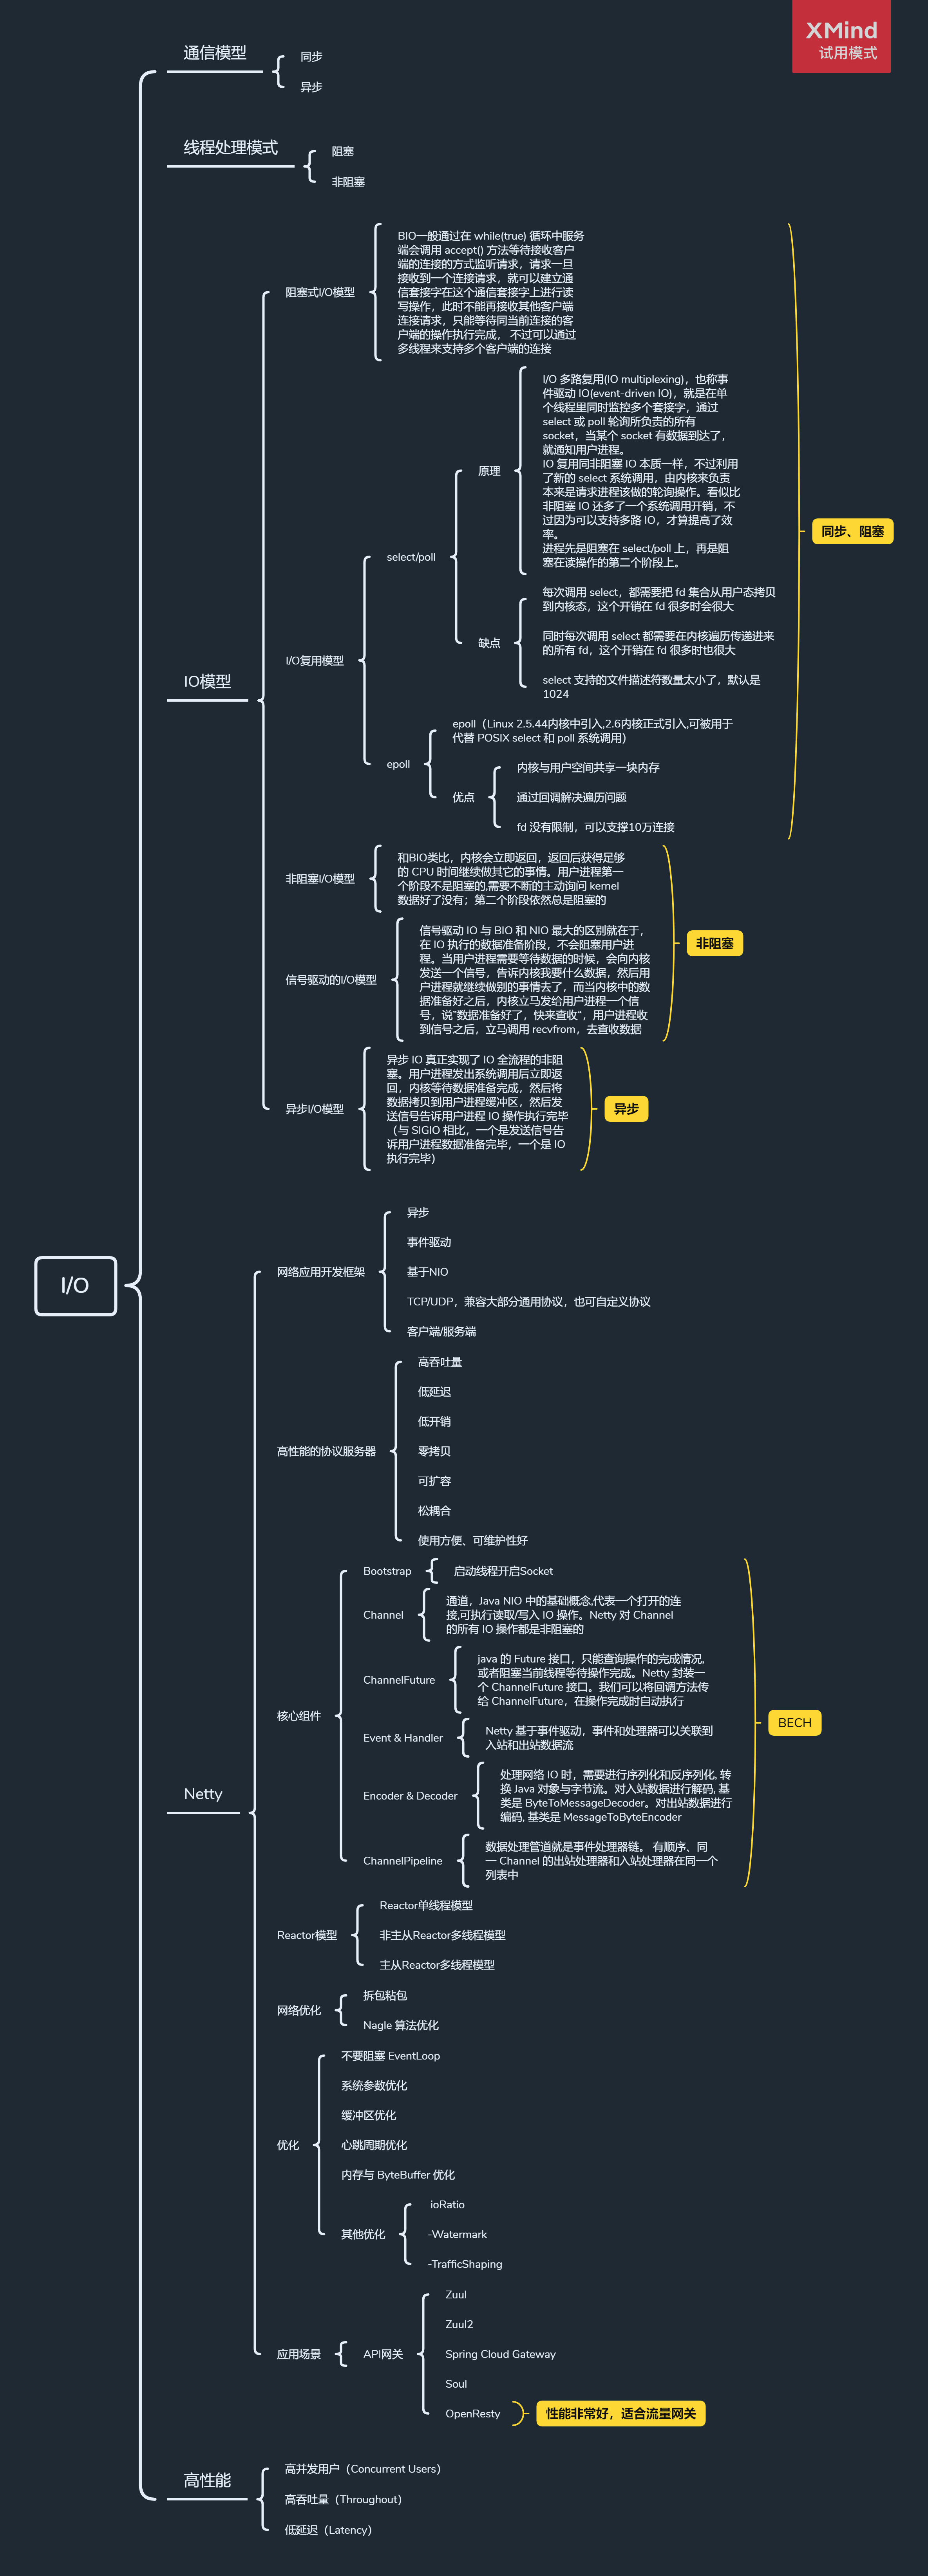 XMind
试用模式
通信模型
同步
异步
线程处理模式
阻塞
非阻塞
BIO一般通过在 while(true) 循环中服务
端会调用 accept() 方法等待接收客户
端的连接的方式监听请求，请求一旦
接收到一个连接请求，就可以建立通
信套接字在这个通信套接字上进行读
写操作，此时不能再接收其他客户端
连接请求，只能等待同当前连接的客
户端的操作执行完成， 不过可以通过
多线程来支持多个客户端的连接
阻塞式I/O模型
I/O 多路复用(IO multiplexing)，也称事
件驱动 IO(event-driven IO)，就是在单
个线程里同时监控多个套接字，通过
select 或 poll 轮询所负责的所有
socket，当某个 socket 有数据到达了，
就通知用户进程。
IO 复用同非阻塞 IO 本质一样，不过利用
了新的 select 系统调用，由内核来负责
本来是请求进程该做的轮询操作。看似比
非阻塞 IO 还多了一个系统调用开销，不
过因为可以支持多路 IO，才算提高了效
率。
进程先是阻塞在 select/poll 上，再是阻
塞在读操作的第二个阶段上。
原理
同步、阻塞
select/poll
每次调用 select，都需要把 fd 集合从用户态拷贝
到内核态，这个开销在 fd 很多时会很大
缺点
同时每次调用 select 都需要在内核遍历传递进来
的所有 fd，这个开销在 fd 很多时也很大
select 支持的文件描述符数量太小了，默认是
1024
I/O复用模型
IO模型
epoll（Linux 2.5.44内核中引入,2.6内核正式引入,可被用于
代替 POSIX select 和 poll 系统调用）
epoll
优点
内核与用户空间共享一块内存
通过回调解决遍历问题
fd 没有限制，可以支撑10万连接
和BIO类比，内核会立即返回，返回后获得足够
的 CPU 时间继续做其它的事情。用户进程第一
个阶段不是阻塞的,需要不断的主动询问 kernel
数据好了没有；第二个阶段依然总是阻塞的
非阻塞I/O模型
非阻塞
信号驱动 IO 与 BIO 和 NIO 最大的区别就在于，
在 IO 执行的数据准备阶段，不会阻塞用户进
程。当用户进程需要等待数据的时候，会向内核
发送一个信号，告诉内核我要什么数据，然后用
户进程就继续做别的事情去了，而当内核中的数
据准备好之后，内核立马发给用户进程一个信
号，说”数据准备好了，快来查收“，用户进程收
到信号之后，立马调用 recvfrom，去查收数据
信号驱动的I/O模型
异步 IO 真正实现了 IO 全流程的非阻
塞。用户进程发出系统调用后立即返
回，内核等待数据准备完成，然后将
数据拷贝到用户进程缓冲区，然后发
送信号告诉用户进程 IO 操作执行完毕
（与 SIGIO 相比，一个是发送信号告
诉用户进程数据准备完毕，一个是 IO
执行完毕）
异步I/O模型
异步
I/O
异步
事件驱动
网络应用开发框架
基于NIO
TCP/UDP，兼容大部分通用协议，也可自定义协议
客户端/服务端
高吞吐量
低延迟
低开销
高性能的协议服务器
零拷贝
可扩容
松耦合
使用方便、可维护性好
Bootstrap
启动线程开启Socket
Channel
通道，Java NIO 中的基础概念,代表一个打开的连
接,可执行读取/写入 IO 操作。Netty 对 Channel
的所有 IO 操作都是非阻塞的
ChannelFuture
java 的 Future 接口，只能查询操作的完成情况,
或者阻塞当前线程等待操作完成。Netty 封装一
个 ChannelFuture 接口。我们可以将回调方法传
给 ChannelFuture，在操作完成时自动执行
核心组件
BECH
Event & Handler
Netty 基于事件驱动，事件和处理器可以关联到
入站和出站数据流
Encoder & Decoder
处理网络 IO 时，需要进行序列化和反序列化, 转
换 Java 对象与字节流。对入站数据进行解码, 基
类是 ByteToMessageDecoder。对出站数据进行
编码, 基类是 MessageToByteEncoder
Netty
ChannelPipeline
数据处理管道就是事件处理器链。 有顺序、同
一 Channel 的出站处理器和入站处理器在同一个
列表中
Reactor模型
Reactor单线程模型
非主从Reactor多线程模型
主从Reactor多线程模型
网络优化
拆包粘包
Nagle 算法优化
不要阻塞 EventLoop
系统参数优化
缓冲区优化
优化
心跳周期优化
内存与 ByteBuffer 优化
其他优化
ioRatio
-Watermark
-TrafficShaping
应用场景
API网关
Zuul
Zuul2
Spring Cloud Gateway
Soul
OpenResty
性能非常好，适合流量网关
高性能
高并发用户（Concurrent Users）
高吞吐量（Throughout）
低延迟（Latency）